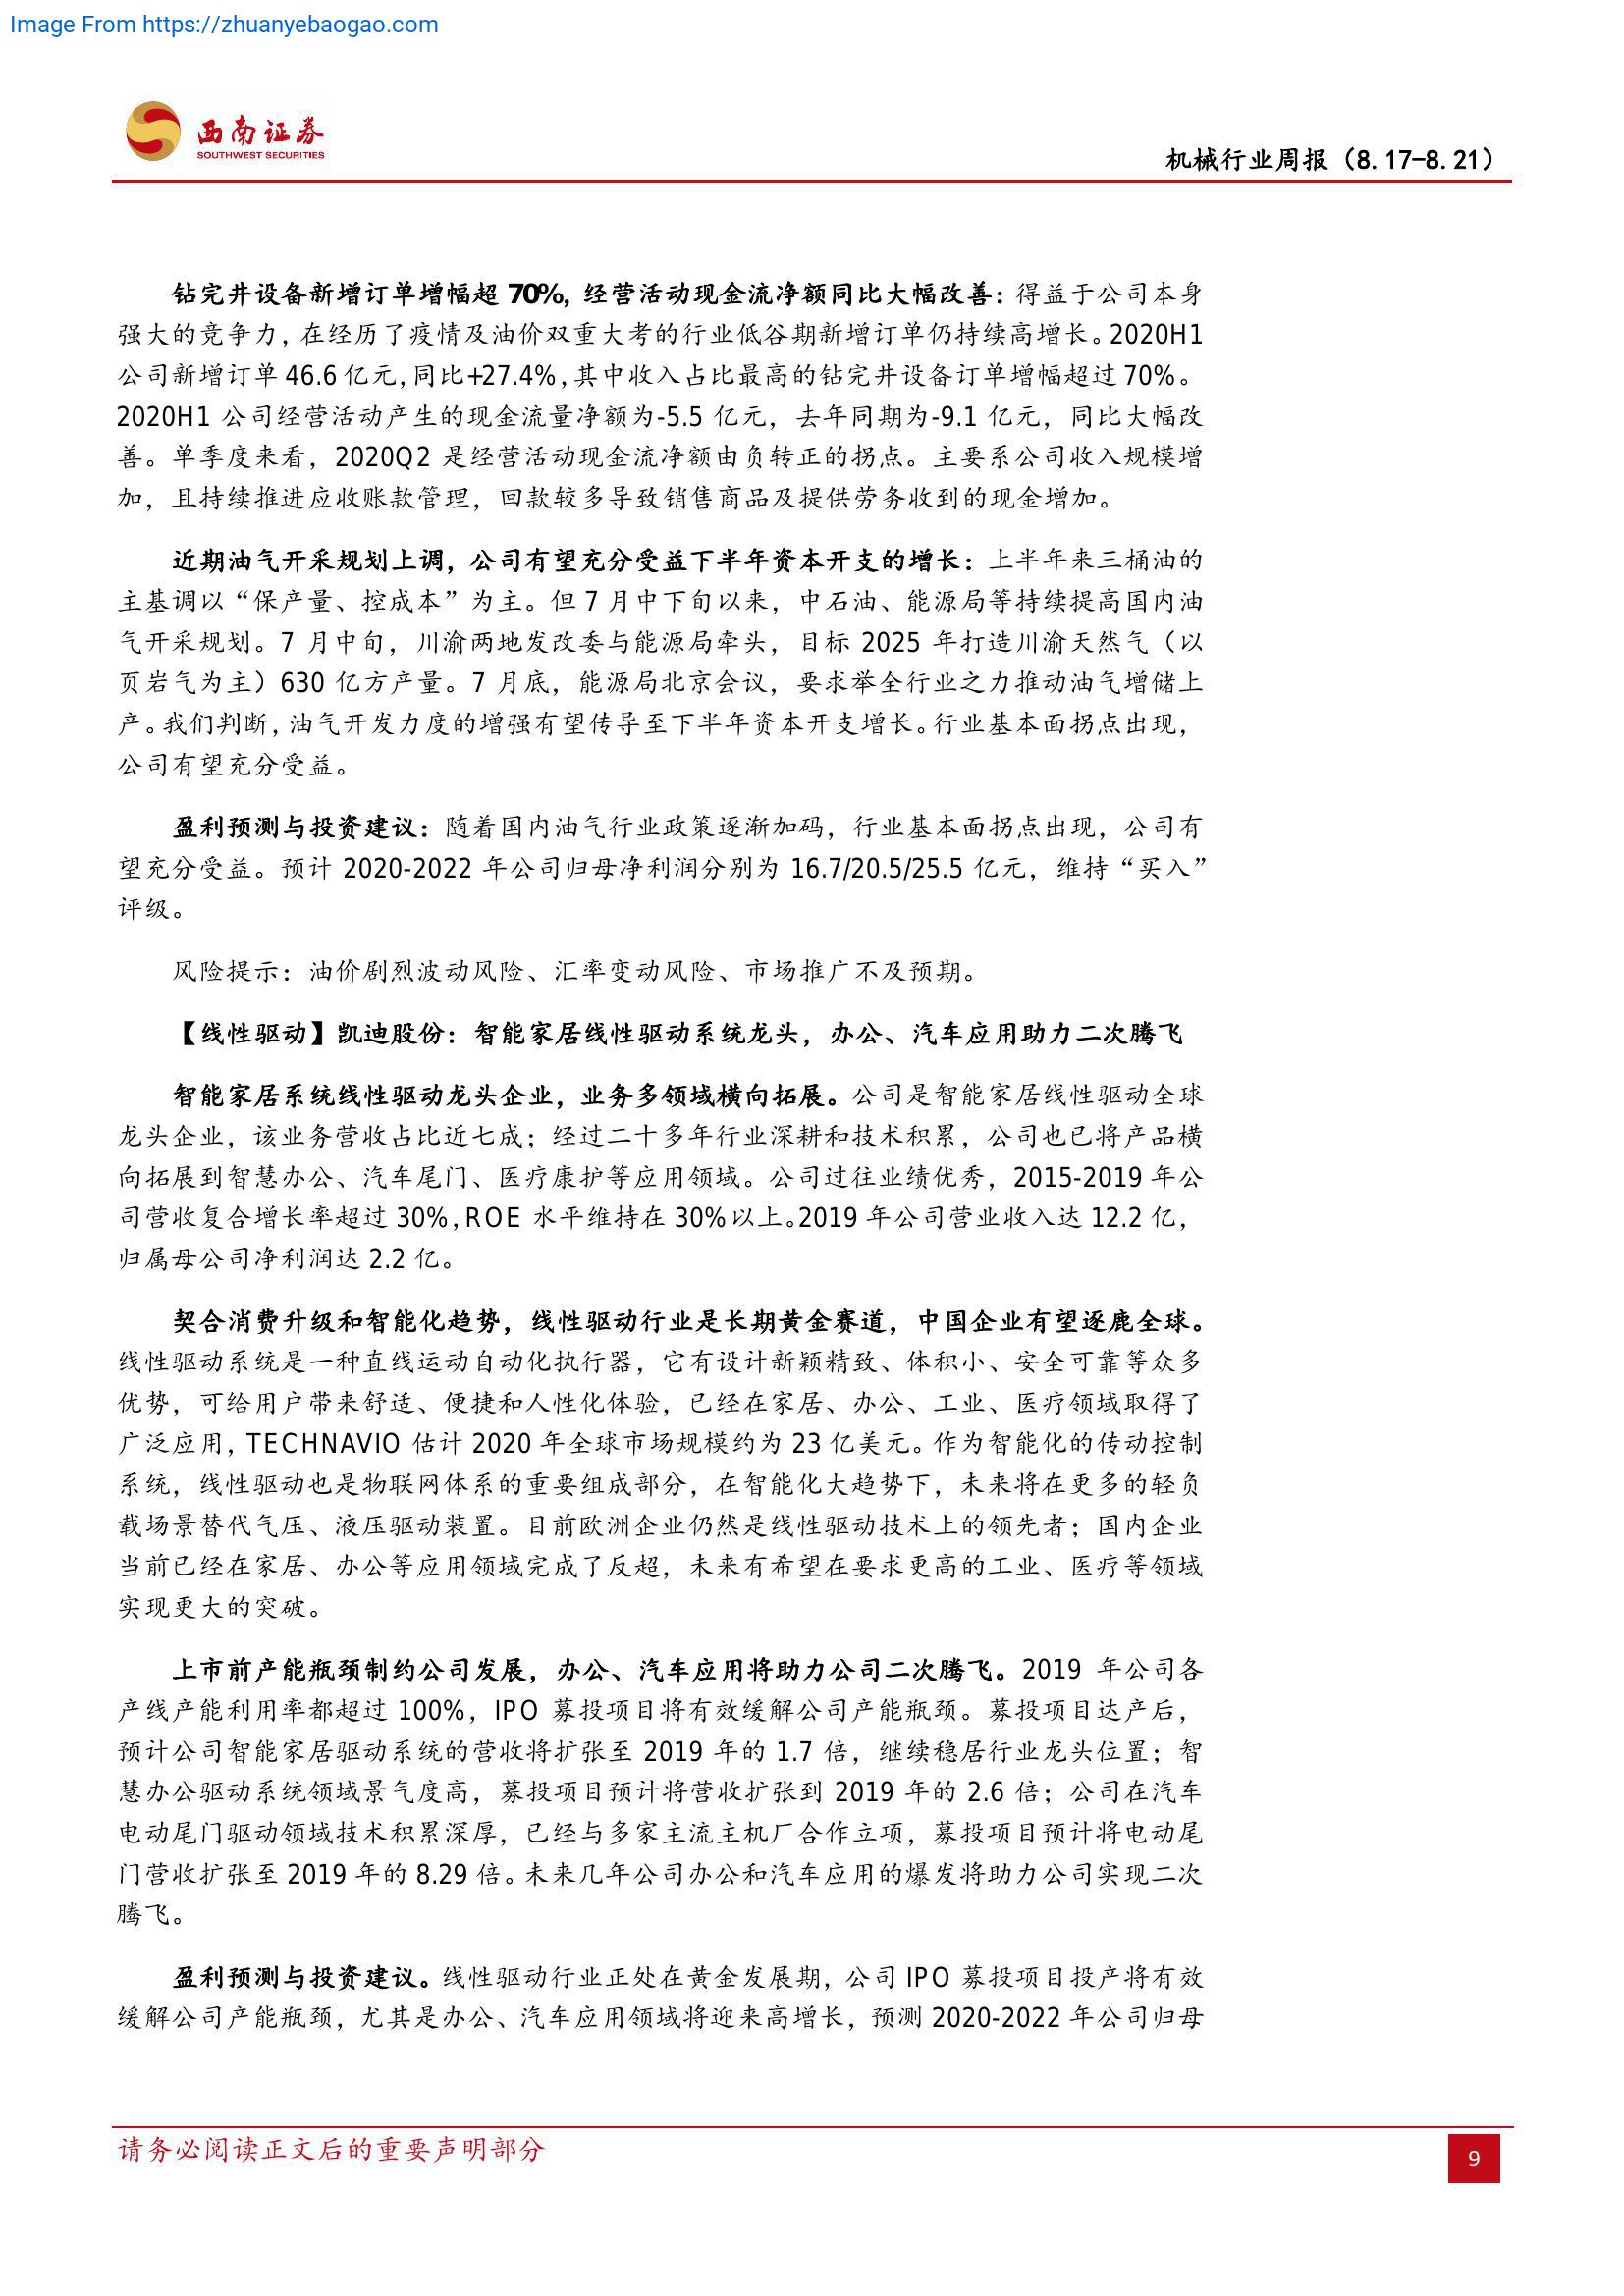 Image From https://zhuanyebaogao.com
西南证券
SOUTHWEST SECURITIES
机械行业周报（8.17-8.21）
钻完井设备新增订单增幅超 70%，经营活动现金流净额同比大幅改善：得益于公司本身
强大的竞争力，在经历了疫情及油价双重大考的行业低谷期新增订单仍持续高增长。2020H1
公司新增订单 46.6 亿元，同比+27.4%，其中收入占比最高的钻完井设备订单增幅超过 70%。
2020H1 公司经营活动产生的现金流量净额为-5.5 亿元，去年同期为-9.1 亿元，同比大幅改
善。单季度来看，2020Q2 是经营活动现金流净额由负转正的拐点。主要系公司收入规模增
加，且持续推进应收账款管理，回款较多导致销售商品及提供劳务收到的现金增加。
近期油气开采规划上调，公司有望充分受益下半年资本开支的增长：上半年来三桶油的
主基调以“保产量、控成本”为主。但 7 月中下旬以来，中石油、能源局等持续提高国内油
气开采规划。7 月中旬，川渝两地发改委与能源局牵头，目标 2025 年打造川渝天然气（以
页岩气为主）630 亿方产量。7 月底，能源局北京会议，要求举全行业之力推动油气增储上
产。我们判断，油气开发力度的增强有望传导至下半年资本开支增长。行业基本面拐点出现，
公司有望充分受益。
盈利预测与投资建议：随着国内油气行业政策逐渐加码，行业基本面拐点出现，公司有
望充分受益。预计 2020-2022 年公司归母净利润分别为 16.7/20.5/25.5 亿元，维持“买入”
评级。
风险提示：油价剧烈波动风险、汇率变动风险、市场推广不及预期。
【线性驱动】凯迪股份：智能家居线性驱动系统龙头，办公、汽车应用助力二次腾飞
智能家居系统线性驱动龙头企业，业务多领域横向拓展。公司是智能家居线性驱动全球
龙头企业，该业务营收占比近七成；经过二十多年行业深耕和技术积累，公司也已将产品横
向拓展到智慧办公、汽车尾门、医疗康护等应用领域。公司过往业绩优秀，2015-2019 年公
司营收复合增长率超过 30%，ROE 水平维持在 30%以上。2019 年公司营业收入达 12.2 亿，
归属母公司净利润达 2.2 亿。
契合消费升级和智能化趋势，线性驱动行业是长期黄金赛道，中国企业有望逐鹿全球。
线性驱动系统是一种直线运动自动化执行器，它有设计新颖精致、体积小、安全可靠等众多
优势，可给用户带来舒适、便捷和人性化体验，已经在家居、办公、工业、医疗领域取得了
广泛应用，TECHNAVIO 估计 2020 年全球市场规模约为 23 亿美元。作为智能化的传动控制
系统，线性驱动也是物联网体系的重要组成部分，在智能化大趋势下，未来将在更多的轻负
载场景替代气压、液压驱动装置。目前欧洲企业仍然是线性驱动技术上的领先者；国内企业
当前已经在家居、办公等应用领域完成了反超，未来有希望在要求更高的工业、医疗等领域
实现更大的突破。
上市前产能瓶颈制约公司发展，办公、汽车应用将助力公司二次腾飞。2019 年公司各
产线产能利用率都超过 100%，IPO 募投项目将有效缓解公司产能瓶颈。募投项目达产后，
预计公司智能家居驱动系统的营收将扩张至 2019 年的 1.7 倍，继续稳居行业龙头位置；智
慧办公驱动系统领域景气度高，募投项目预计将营收扩张到 2019 年的 2.6 倍；公司在汽车
电动尾门驱动领域技术积累深厚，已经与多家主流主机厂合作立项，募投项目预计将电动尾
门营收扩张至 2019 年的 8.29 倍。未来几年公司办公和汽车应用的爆发将助力公司实现二次
腾飞。
盈利预测与投资建议。线性驱动行业正处在黄金发展期，公司 IPO 募投项目投产将有效
缓解公司产能瓶颈，尤其是办公、汽车应用领域将迎来高增长，预测 2020-2022 年公司归母
请务必阅读正文后的重要声明部分
9